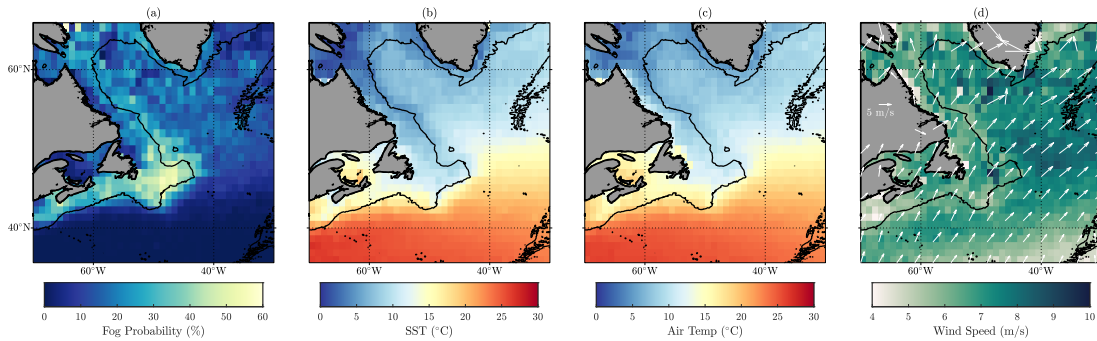 (a) (b) (c) (d)
60°N
5 m/s
40°N
60°W 40°W 60°W 40°W 60°W 40°W 60°W 40°W
0 10 20 30 40 50 60 0 5 10 15 20 25 30 0 5 10 15 20 25 30 4 5 6 7 8 9 10
Fog Probability (%) SST (°C) Air Temp (°C) Wind Speed (m/s)